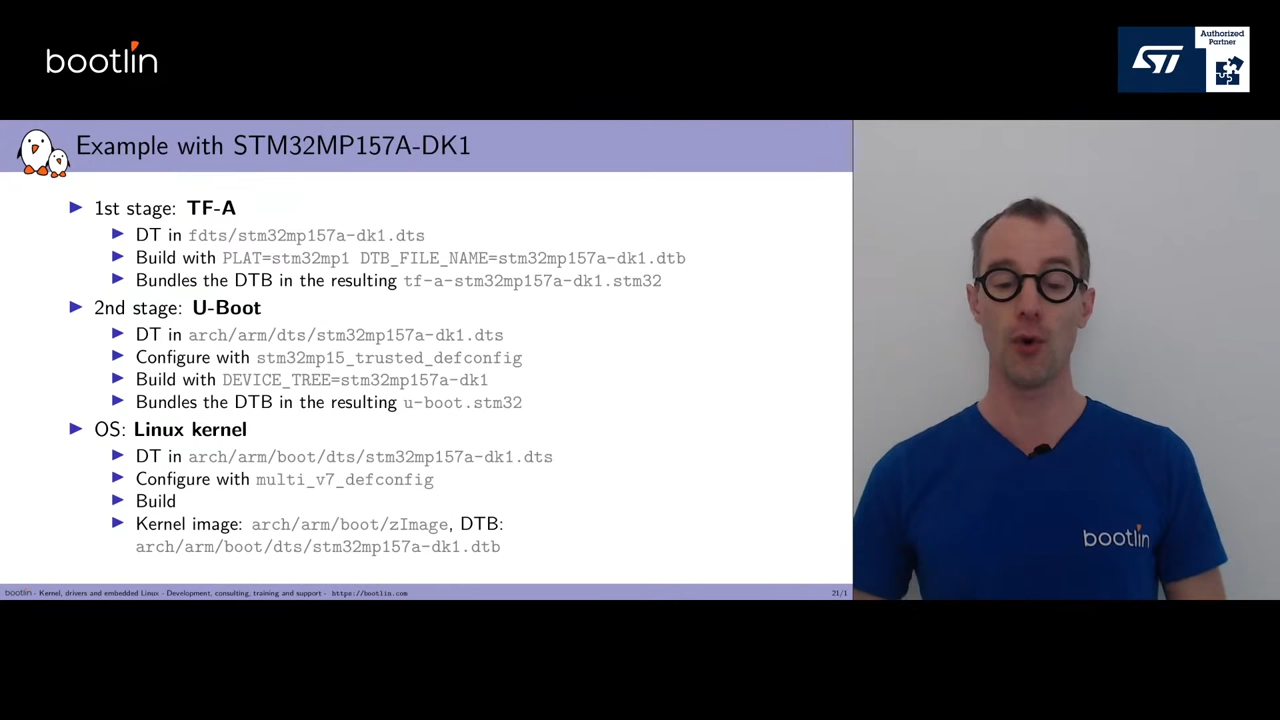 bootlin
ST
Authorized
Partner
Example with STM32MP157A-DK1
1st stage: TF-A
DT in fdts/stm32mp157a-dk1.dts
Build with PLAT=stm32mp1 DTB_FILE_NAME=stm32mp157a-dk1.dtb
Bundles the DTB in the resulting tf-a-stm32mp157a-dk1.stm32
2nd stage: U-Boot
DT in arch/arm/dts/stm32mp157a-dk1.dts
Configure with stm32mp15_trusted_defconfig
Build with DEVICE_TREE=stm32mp157a-dk1
Bundles the DTB in the resulting u-boot.stm32
OS: Linux kernel
DT in arch/arm/boot/dts/stm32mp157a-dk1.dts
Configure with multi_v7_defconfig
Build
Kernel image: arch/arm/boot/zImage, DTB:
arch/arm/boot/dts/stm32mp157a-dk1.dtb
bootlin - Kernel, drivers and embedded Linux - Development, consulting, training and support - https://bootlin.com
21/1
bootlin